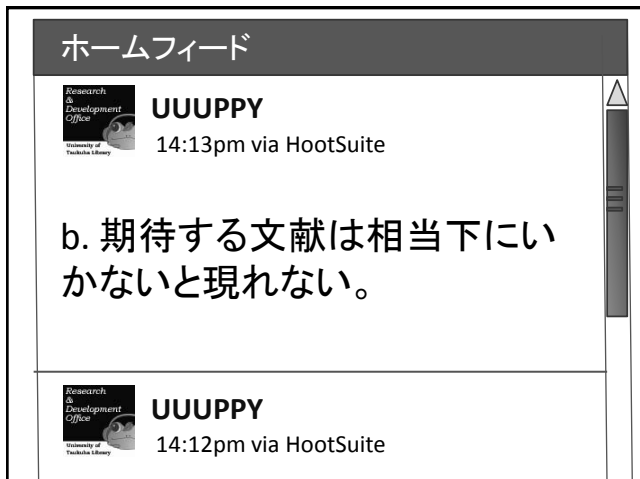 ホームフィード
Research
&
Development
Office
University of
Tsukuba Library
UUUPPY
14:13pm via HootSuite
b. 期待する文献は相当下にい
かないと現れない。
Research
&
Development
Office
University of
Tsukuba Library
UUUPPY
14:12pm via HootSuite